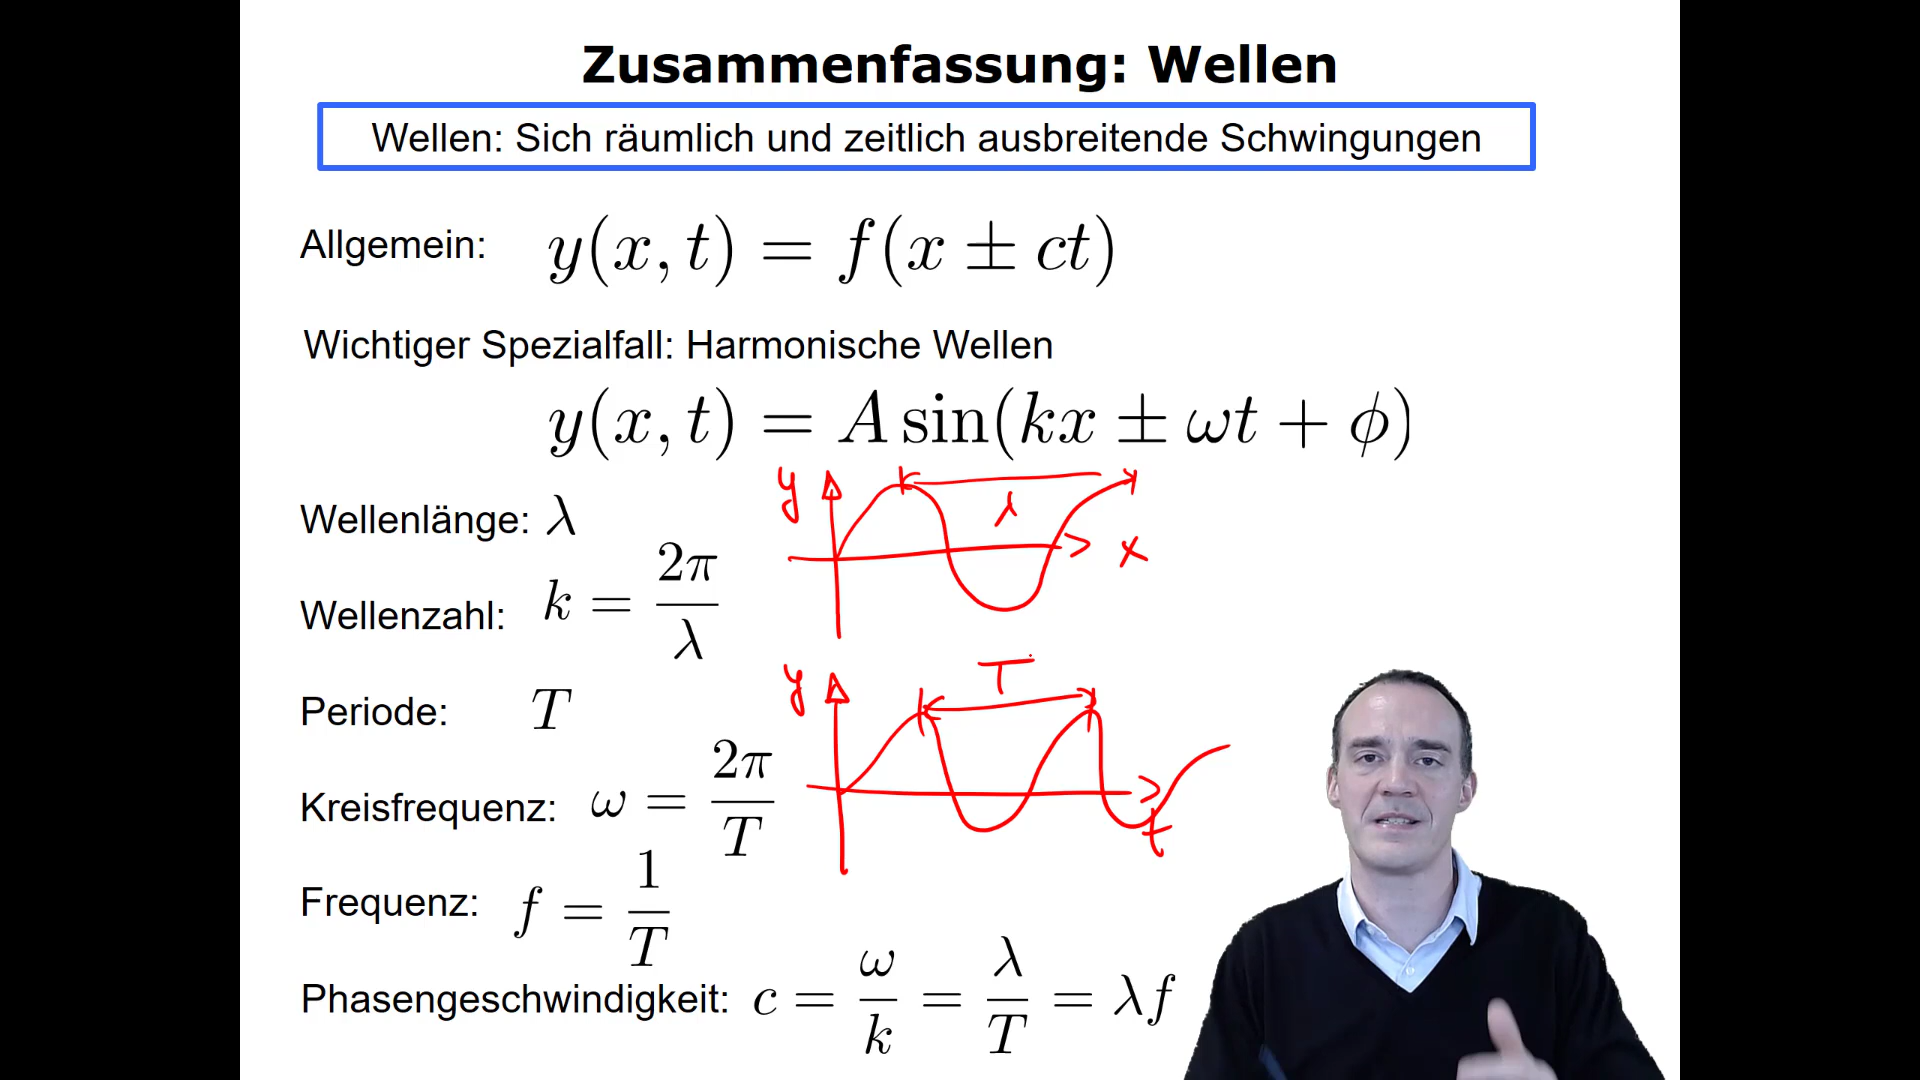 Zusammenfassung: Wellen
Wellen: Sich räumlich und zeitlich ausbreitende Schwingungen
Allgemein: y(x, t) = f(x ± ct)
Wichtiger Spezialfall: Harmonische Wellen
y(x, t) = A sin(kx ± ωt + ϕ)
Wellenlänge: λ
y
λ
x
Wellenzahl: k = 2π/λ
Periode: T
y
T
t
Kreisfrequenz: ω = 2π/T
Frequenz: f = 1/T
Phasengeschwindigkeit: c = ω/k = λ/T = λf